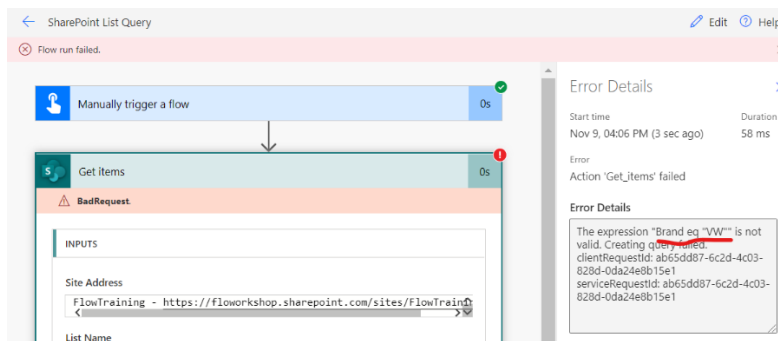 SharePoint List Query
Edit
Help
Flow run failed.
Manually trigger a flow
0s
Get items
0s
BadRequest.
INPUTS
Site Address
FlowTraining - https://floworkshop.sharepoint.com/sites/FlowTraini
List Name
Error Details
Start time
Duration
Nov 9, 04:06 PM (3 sec ago)
58 ms
Error
Action 'Get_items' failed
Error Details
The expression "Brand eq "VW"" is not
valid. Creating query failed.
clientRequestId: ab65dd87-6c2d-4c03-
828d-0da24e8b15e1
serviceRequestId: ab65dd87-6c2d-4c03-
828d-0da24e8b15e1